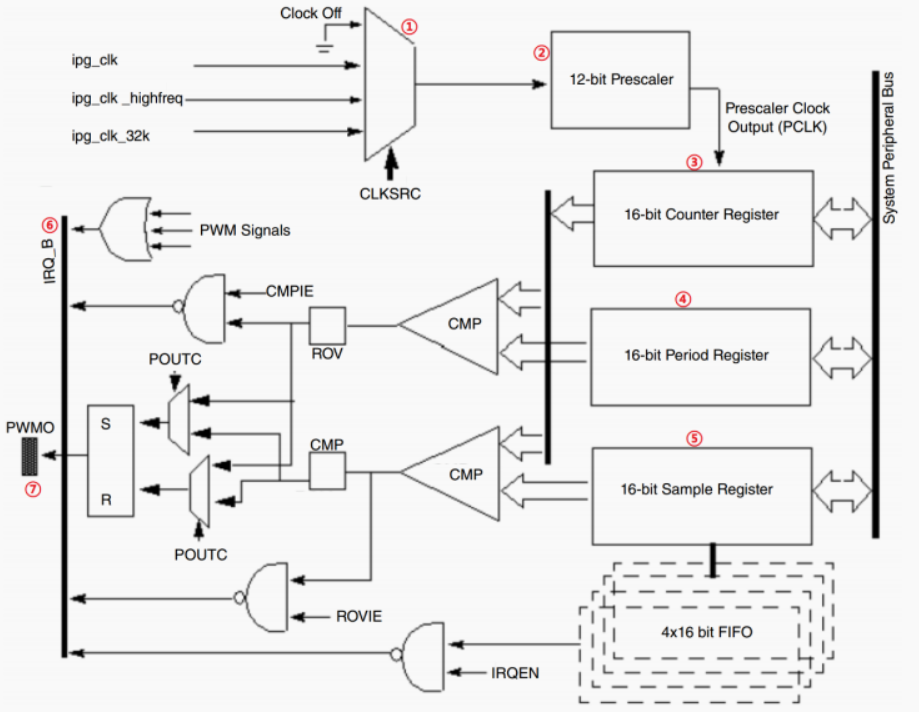 Clock Off
①
ipg_clk
ipg_clk _highfreq
ipg_clk_32k
CLKSRC
②
12-bit Prescaler
Prescaler Clock
Output (PCLK)
System Peripheral Bus
③
16-bit Counter Register
⑥
IRQ_B
PWM Signals
CMPIE
ROV
CMP
④
16-bit Period Register
POUTC
PWMO
⑦
S
R
CMP
CMP
⑤
16-bit Sample Register
POUTC
ROVIE
4x16 bit FIFO
IRQEN